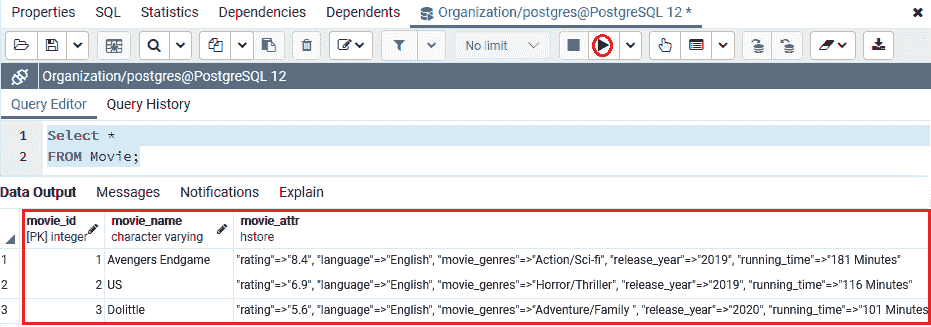 Properties SQL Statistics Dependencies Dependents Organization/postgres@PostgreSQL 12 *
No limit
Organization/postgres@PostgreSQL 12
Query Editor Query History
1 Select *
2 FROM Movie;
Data Output Messages Notifications Explain
movie_id movie_name movie_attr
[PK] integer character varying hstore
1 1 Avengers Endgame "rating"=>"8.4", "language"=>"English", "movie_genres"=>"Action/Sci-fi", "release_year"=>"2019", "running_time"=>"181 Minutes"
2 2 US "rating"=>"6.9", "language"=>"English", "movie_genres"=>"Horror/Thriller", "release_year"=>"2019", "running_time"=>"116 Minutes"
3 3 Dolittle "rating"=>"5.6", "language"=>"English", "movie_genres"=>"Adventure/Family ", "release_year"=>"2020", "running_time"=>"101 Minutes